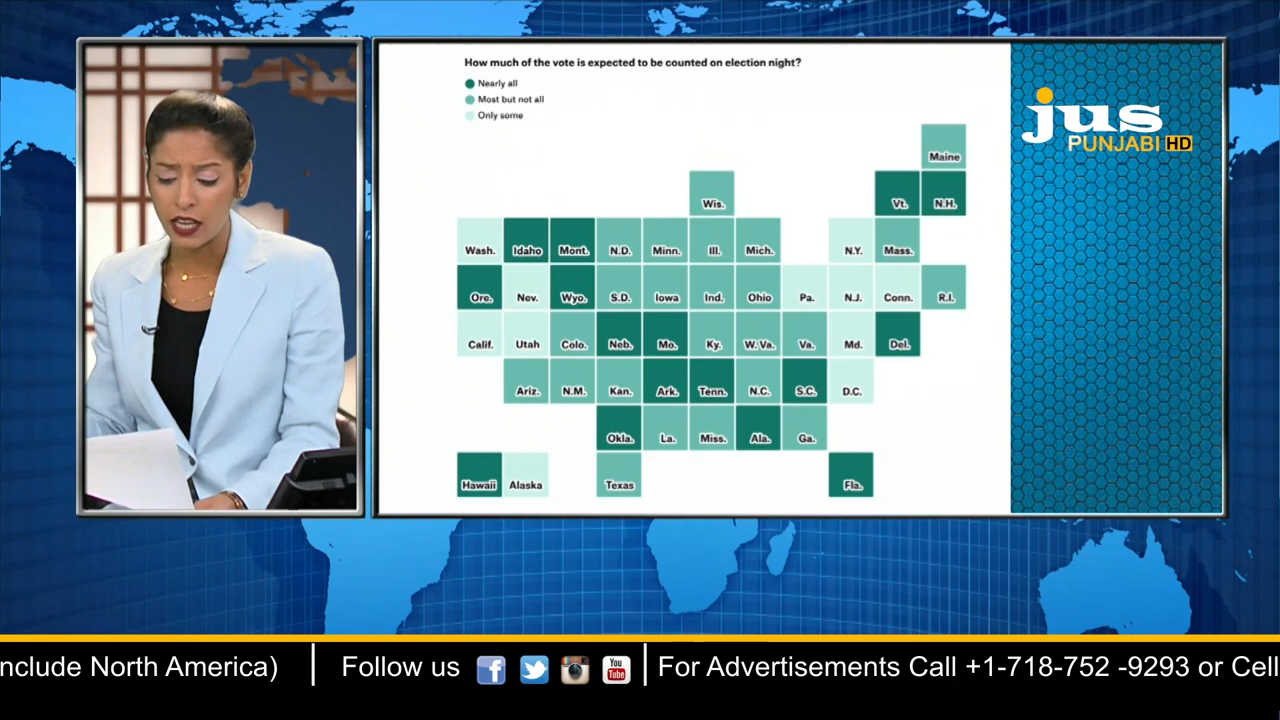 How much of the vote is expected to be counted on election night?
Nearly all
Most but not all
Only some
jus
PUNJABI HD
Maine
Wis. Vt. N.H.
Wash. Idaho Mont. N.D. Minn. Ill. Mich. N.Y. Mass.
Ore. Nev. Wyo. S.D. Iowa Ind. Ohio Pa. N.J. Conn. R.I.
Calif. Utah Colo. Neb. Mo. Ky. W.Va. Va. Md. Del.
Ariz. N.M. Kan. Ark. Tenn. N.C. S.C. D.C.
Okla. La. Miss. Ala. Ga.
Hawaii Alaska Texas Fla.
nclude North America) Follow us f You Tube For Advertisements Call +1-718-752 -9293 or Cell